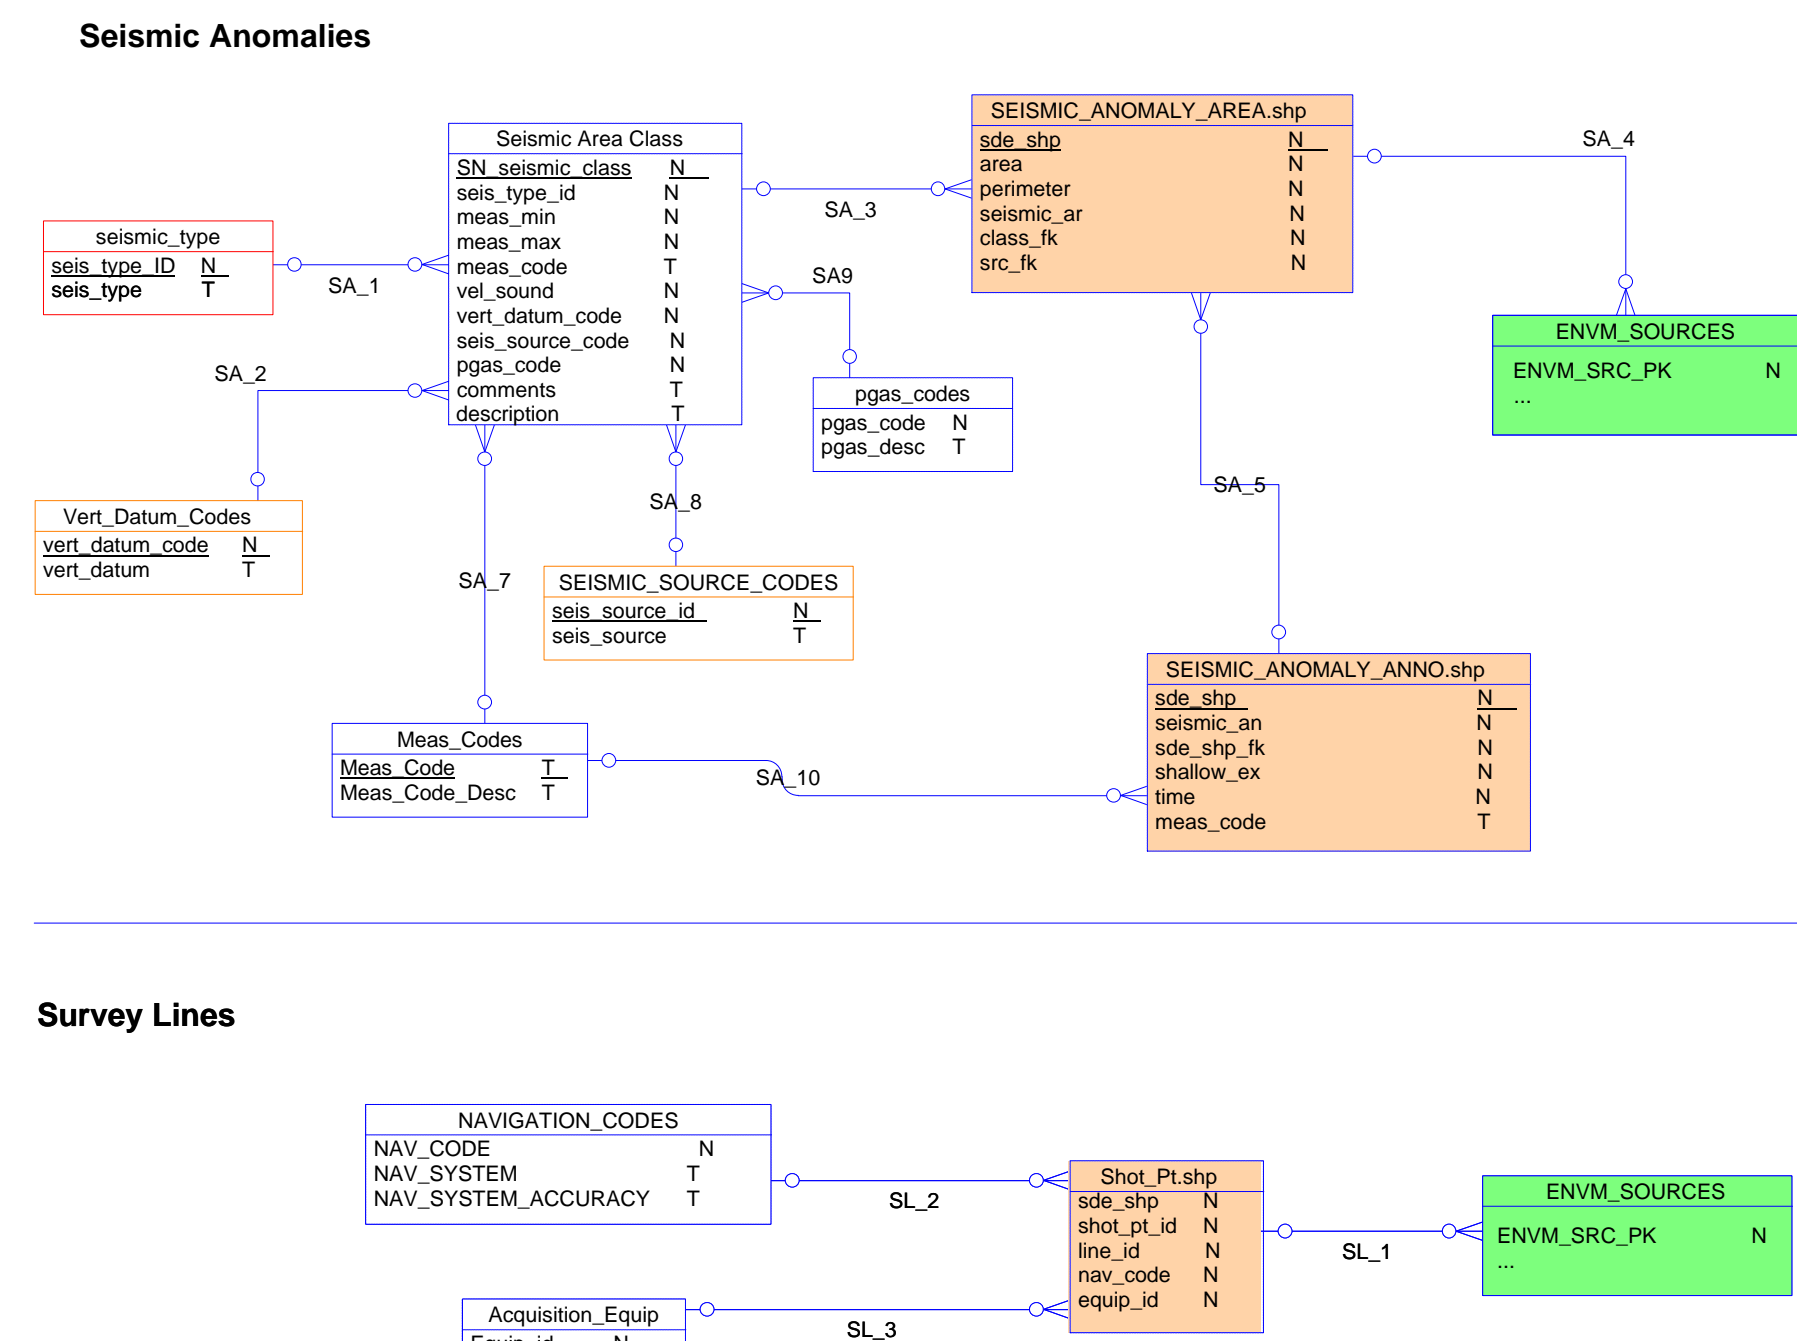 Seismic Anomalies
Seismic Area Class
SN_seismic_class N
seis_type_id N
meas_min N
meas_max N
meas_code T
vel_sound N
vert_datum_code N
seis_source_code N
pgas_code N
comments T
description T
SEISMIC_ANOMALY_AREA.shp
sde_shp N
area N
perimeter N
seismic_ar N
class_fk N
src_fk N
SA_4
SA_3
seismic_type
seis_type_ID N
seis_type T
SA_1
SA9
ENVM_SOURCES
ENVM_SRC_PK N
...
SA_2
pgas_codes
pgas_code N
pgas_desc T
SA_5
SA_8
Vert_Datum_Codes
vert_datum_code N
vert_datum T
SA_7
SEISMIC_SOURCE_CODES
seis_source_id N
seis_source T
SEISMIC_ANOMALY_ANNO.shp
sde_shp N
seismic_an N
sde_shp_fk N
shallow_ex N
time N
meas_code T
Meas_Codes
Meas_Code T
Meas_Code_Desc T
SA_10
Survey Lines
NAVIGATION_CODES
NAV_CODE N
NAV_SYSTEM T
NAV_SYSTEM_ACCURACY T
SL_2
Shot_Pt.shp
sde_shp N
shot_pt_id N
line_id N
nav_code N
equip_id N
SL_1
ENVM_SOURCES
ENVM_SRC_PK N
...
Acquisition_Equip
Equip_id N
SL_3